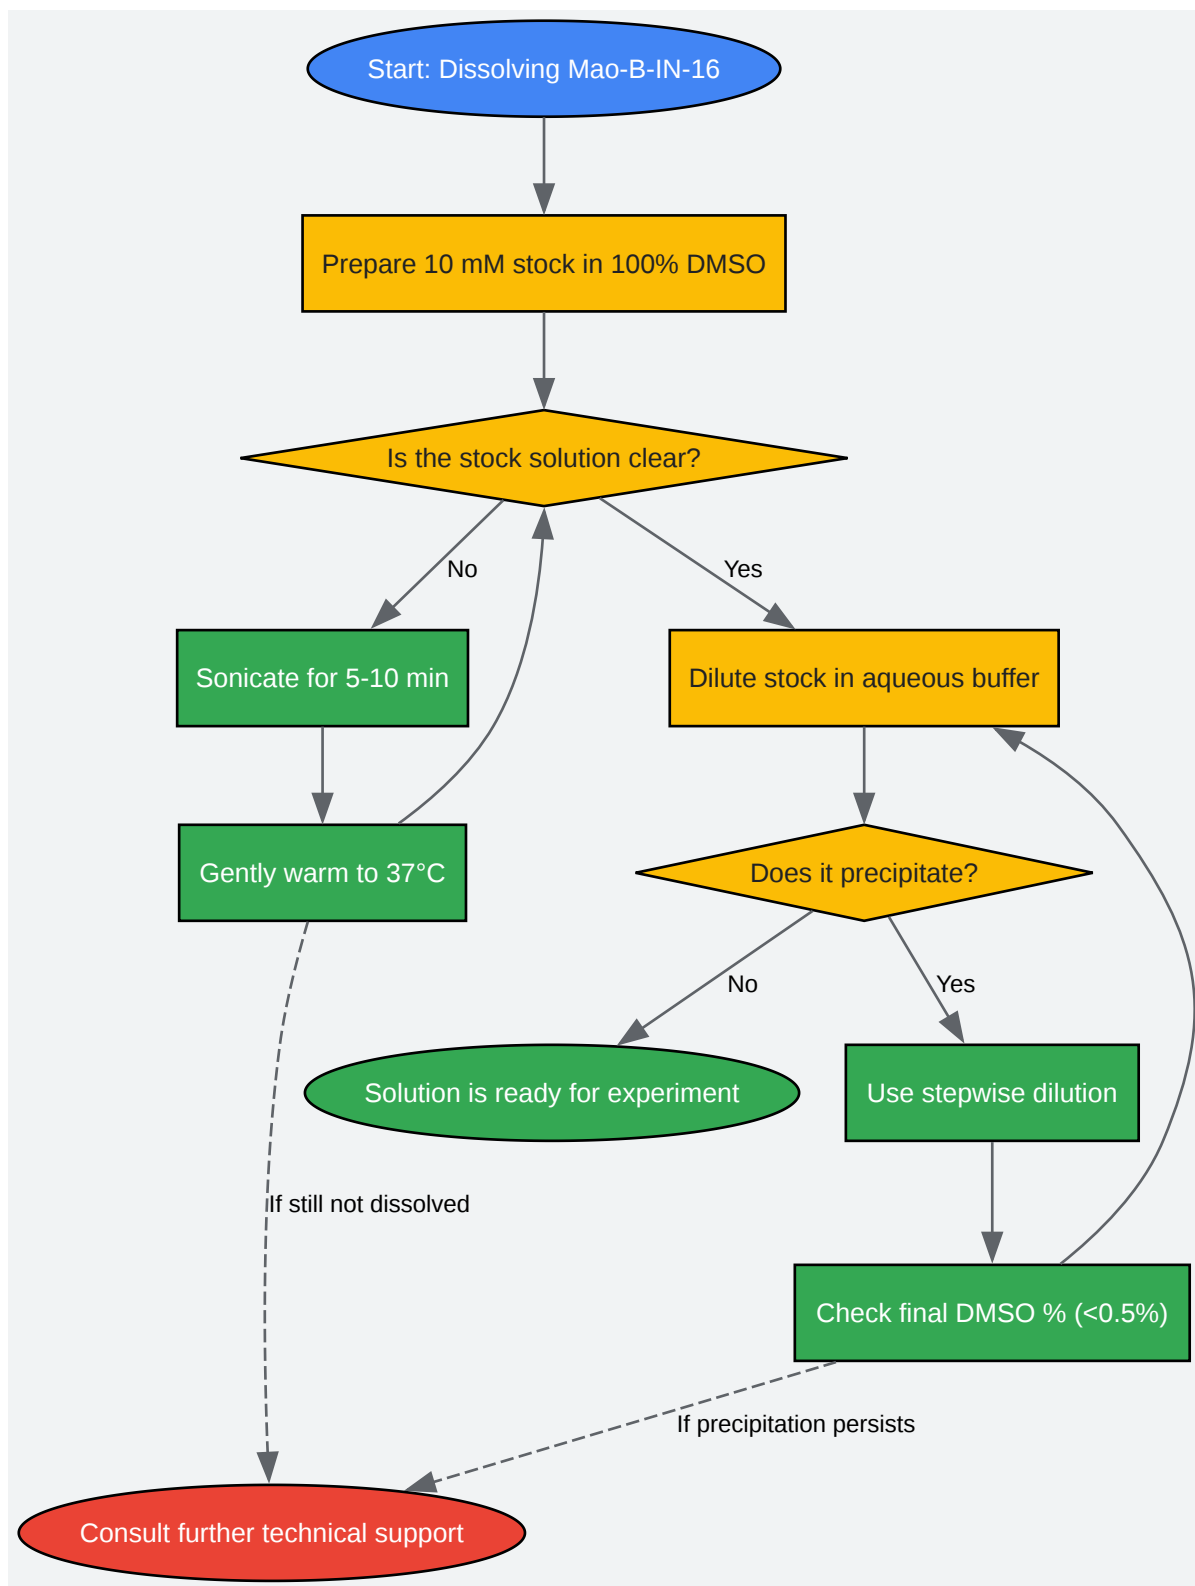 Start: Dissolving Mao-B-IN-16
Prepare 10 mM stock in 100% DMSO
Is the stock solution clear?
No
Yes
Sonicate for 5-10 min
Dilute stock in aqueous buffer
Gently warm to 37°C
Does it precipitate?
No
Yes
Solution is ready for experiment
Use stepwise dilution
If still not dissolved
Check final DMSO % (<0.5%)
If precipitation persists
Consult further technical support